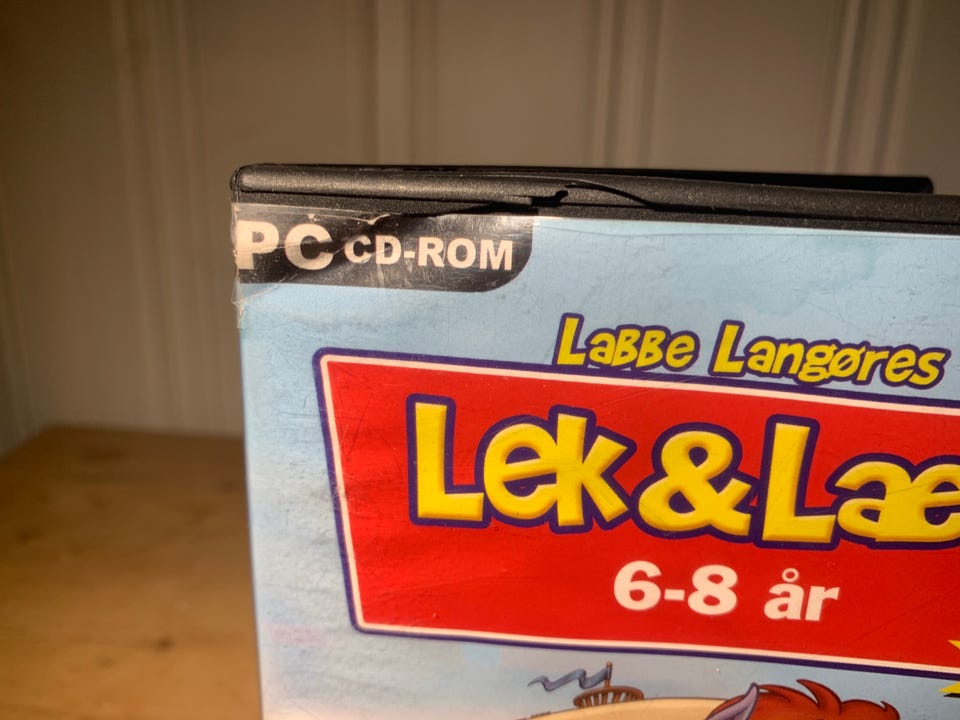 PC CD-ROM
Labbe Langøres
Lek & Læ
6-8 år